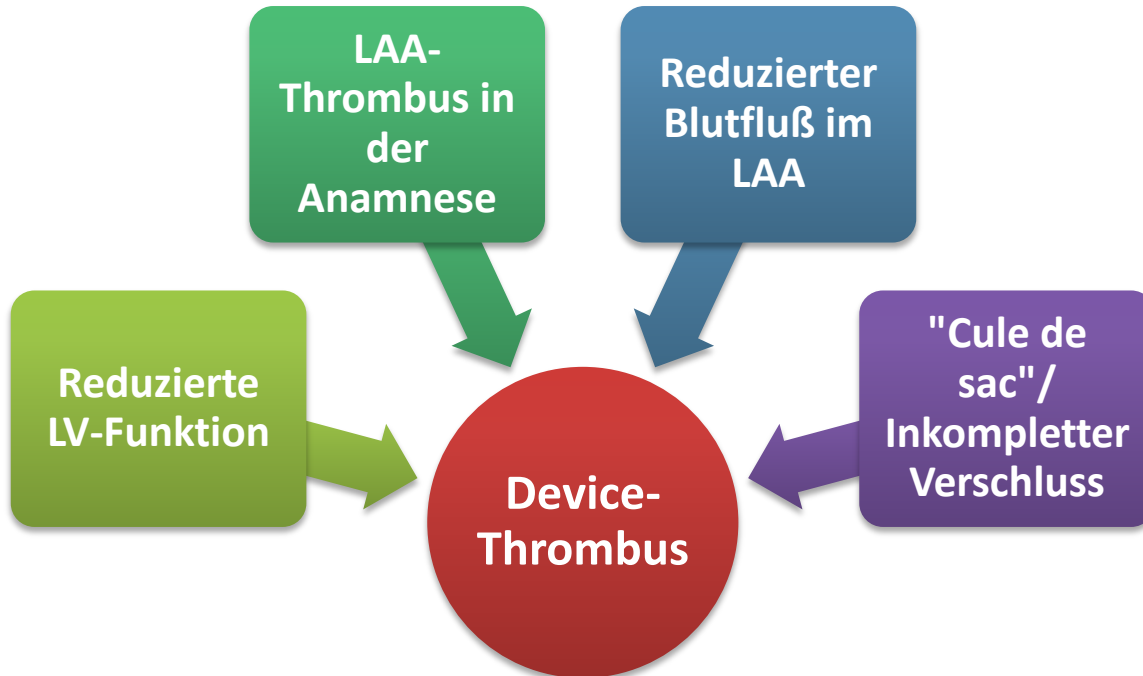 LAA-
Thrombus in
der
Anamnese
Reduzierter
Blutfluß im
LAA
Reduzierte
LV-Funktion
"Cule de
sac"/
Inkompletter
Verschluss
Device-
Thrombus